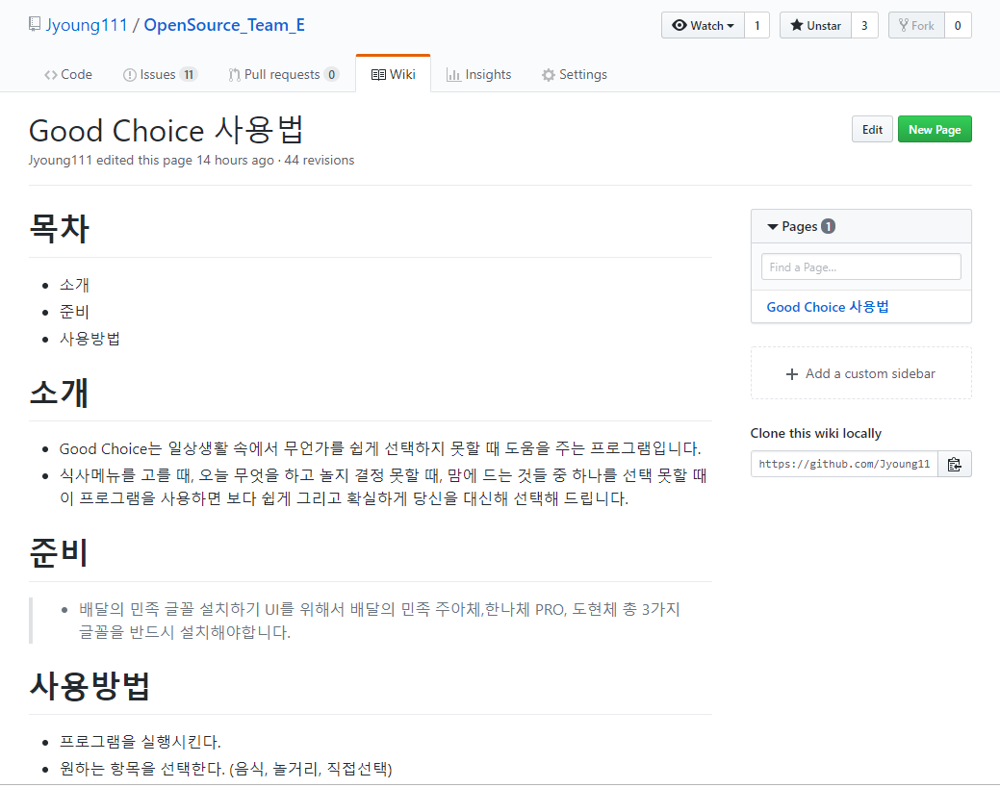 Jyoung111 / OpenSource_Team_E
Watch 1
Unstar 3
Fork 0
Code
Issues 11
Pull requests 0
Wiki
Insights
Settings
Good Choice 사용법
Edit
New Page
Jyoung111 edited this page 14 hours ago · 44 revisions
목차
소개
준비
사용방법
소개
Good Choice는 일상생활 속에서 무언가를 쉽게 선택하지 못할 때 도움을 주는 프로그램입니다.
식사메뉴를 고를 때, 오늘 무엇을 하고 놀지 결정 못할 때, 맘에 드는 것들 중 하나를 선택 못할 때
이 프로그램을 사용하면 보다 쉽게 그리고 확실하게 당신을 대신해 선택해 드립니다.
준비
배달의 민족 글꼴 설치하기 UI를 위해서 배달의 민족 주아체,한나체 PRO, 도현체 총 3가지
글꼴을 반드시 설치해야합니다.
사용방법
프로그램을 실행시킨다.
원하는 항목을 선택한다. (음식, 놀거리, 직접선택)
Pages 1
Find a Page...
Good Choice 사용법
Add a custom sidebar
Clone this wiki locally
https://github.com/Jyoung11